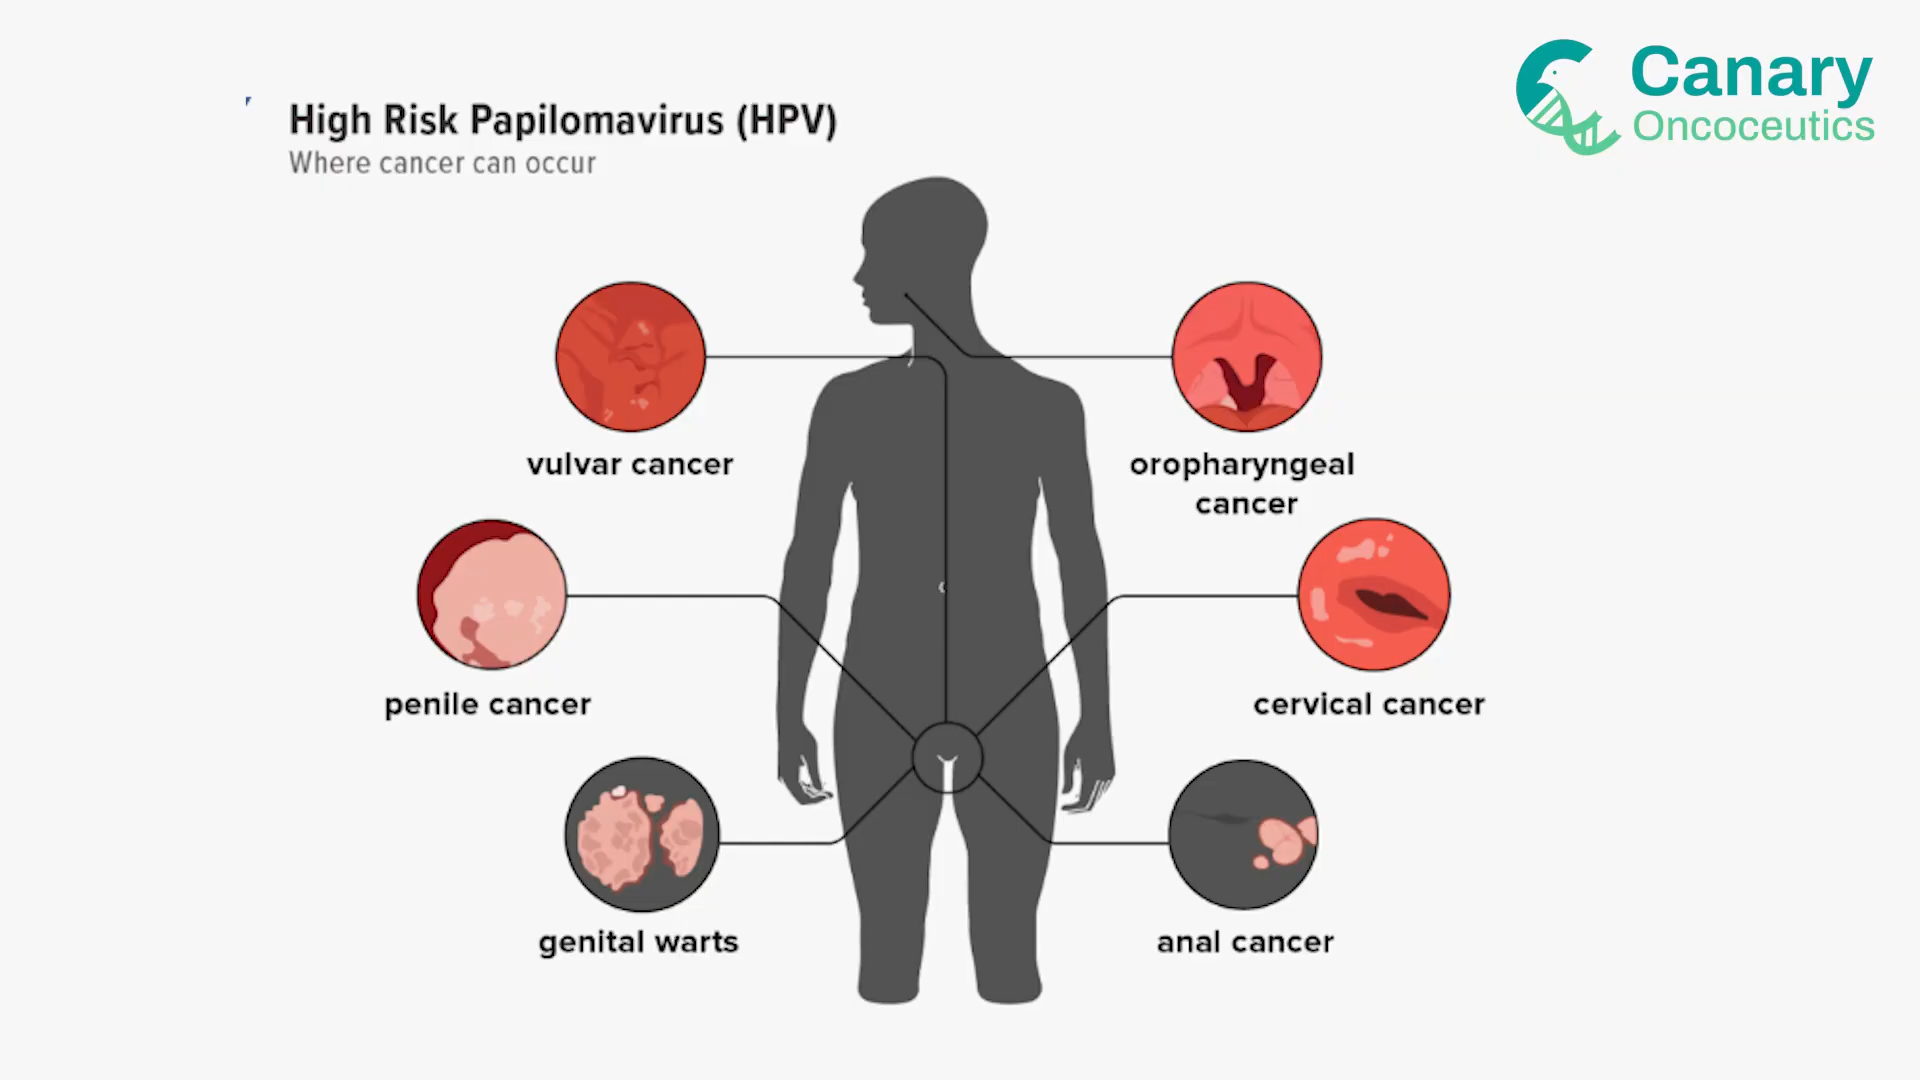 Canary
Oncoceutics
High Risk Papilomavirus (HPV)
Where cancer can occur
vulvar cancer
oropharyngeal
cancer
penile cancer
cervical cancer
genital warts
anal cancer